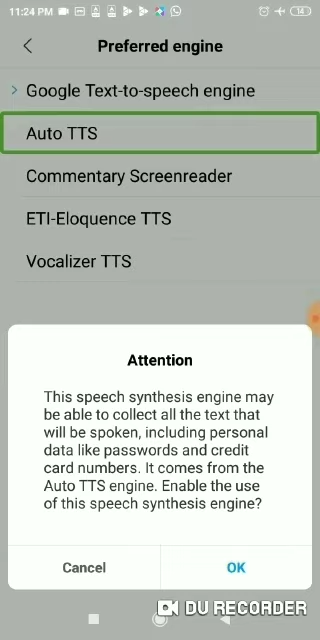 11:24 PM 14
Preferred engine
Google Text-to-speech engine
Auto TTS
Commentary Screenreader
ETI-Eloquence TTS
Vocalizer TTS
Attention
This speech synthesis engine may
be able to collect all the text that
will be spoken, including personal
data like passwords and credit
card numbers. It comes from the
Auto TTS engine. Enable the use
of this speech synthesis engine?
Cancel OK
DU RECORDER